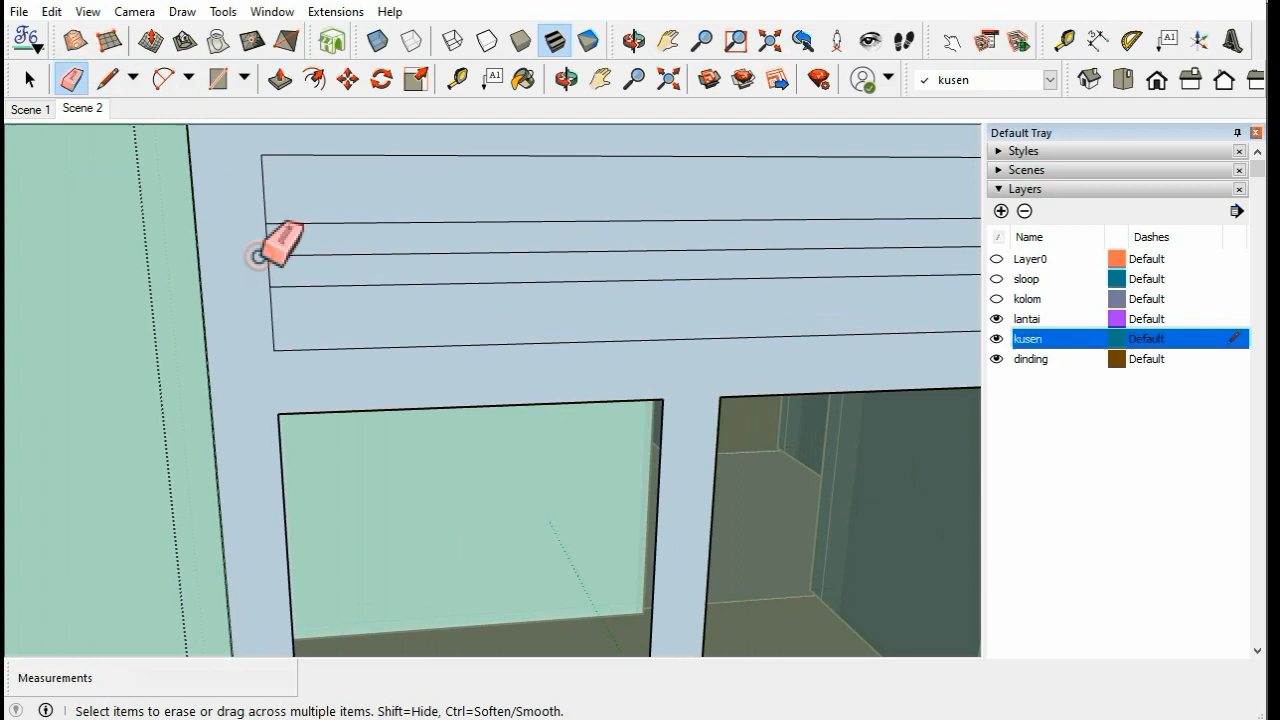 File Edit View Camera Draw Tools Window Extensions Help
A1
A1
kusen
Scene 1 Scene 2
Default Tray
Styles
Scenes
Layers
Name Dashes
Layer0 Default
sloop Default
kolom Default
lantai Default
kusen Default
dinding Default
Measurements
Select items to erase or drag across multiple items. Shift=Hide, Ctrl=Soften/Smooth.